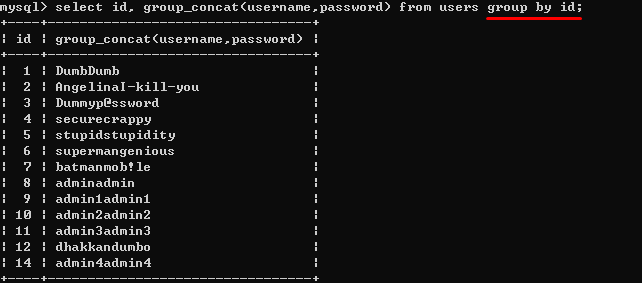 mysql> select id, group_concat(username,password) from users group by id;
+----+---------------------------------+
| id | group_concat(username,password) |
+----+---------------------------------+
| 1 | DumbDumb |
| 2 | AngelinaI-kill-you |
| 3 | Dummyp@ssword |
| 4 | securecrappy |
| 5 | stupidstupidity |
| 6 | supermangenious |
| 7 | batmanmob!le |
| 8 | adminadmin |
| 9 | admin1admin1 |
| 10 | admin2admin2 |
| 11 | admin3admin3 |
| 12 | dhakkandumbo |
| 14 | admin4admin4 |
+----+---------------------------------+